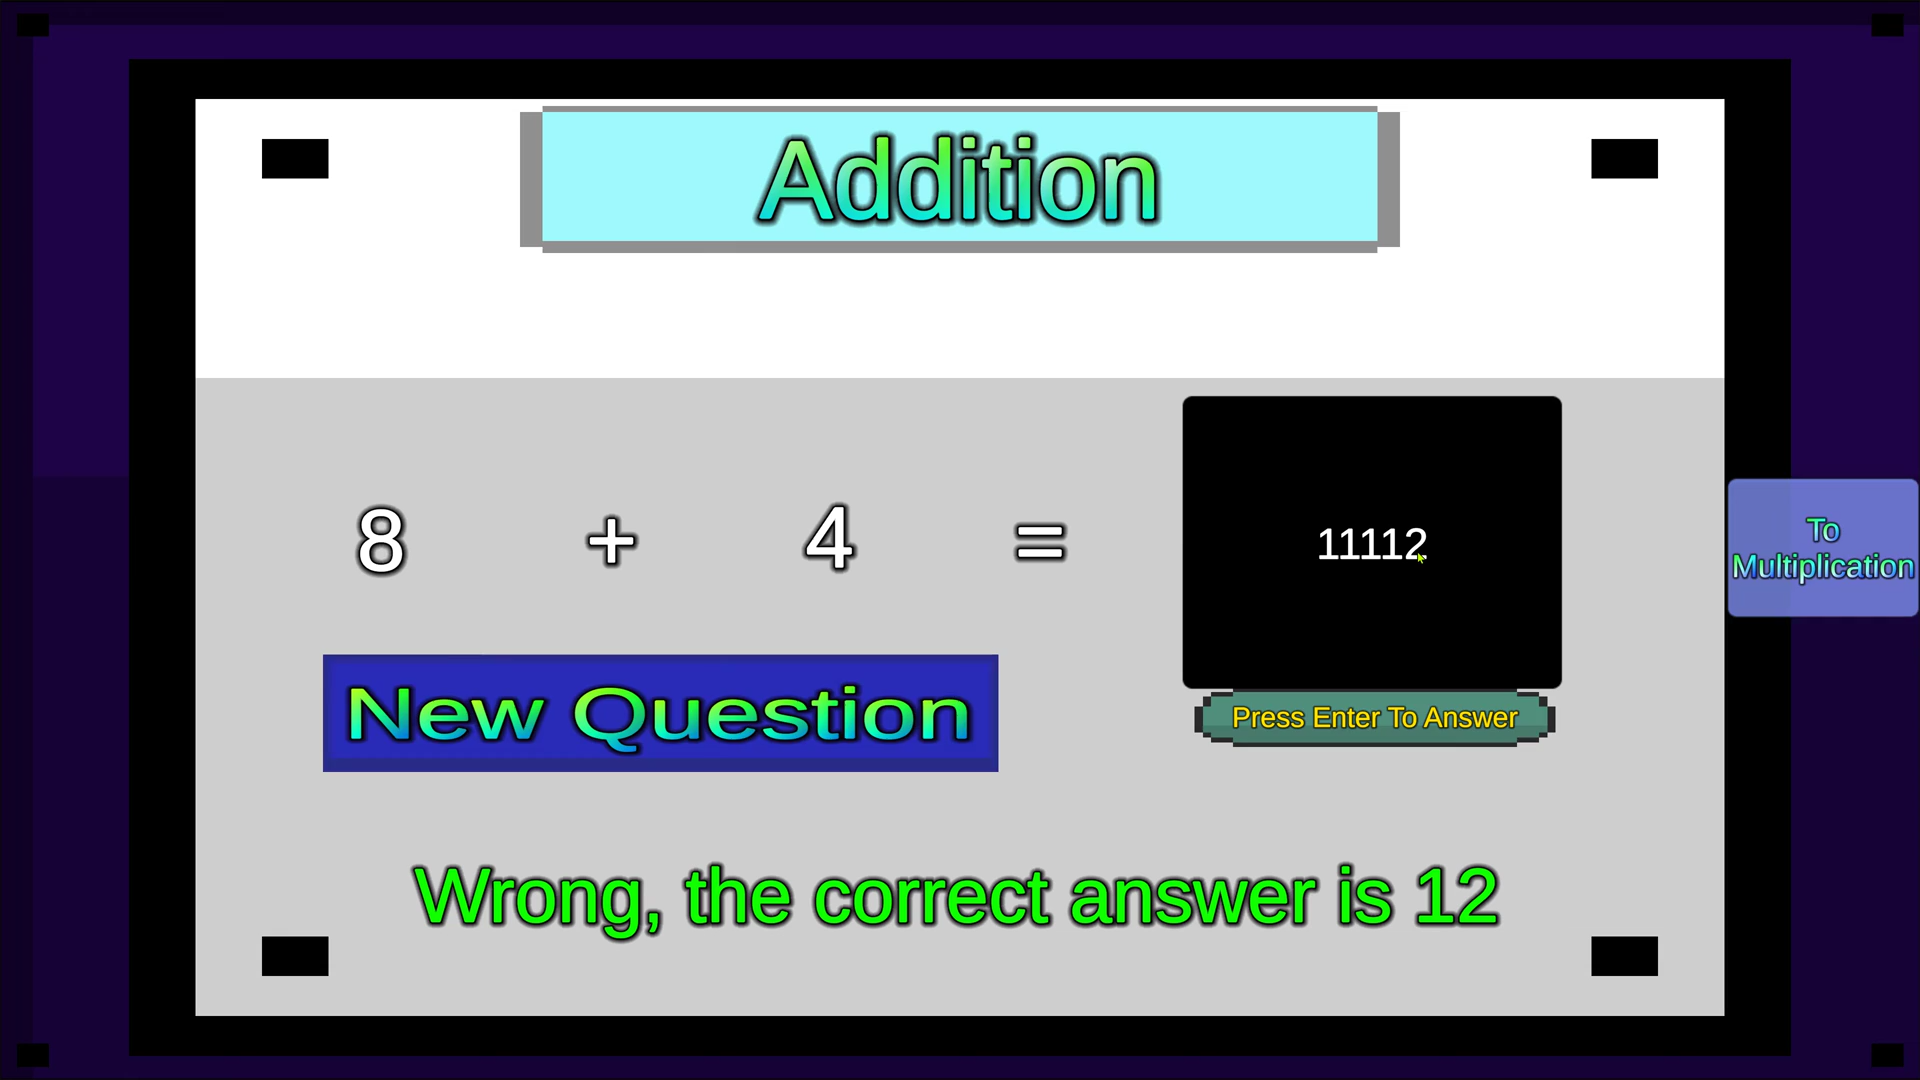 Addition
8 + 4 = 11112
To
Multiplication
New Question
Press Enter To Answer
Wrong, the correct answer is 12